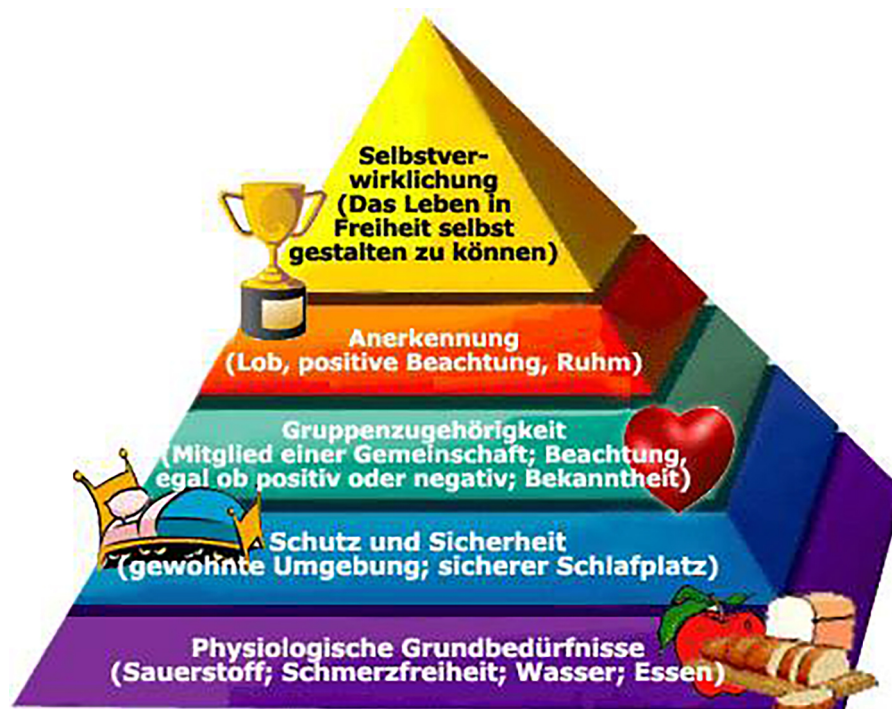 Selbstver-
wirklichung
(Das Leben in
Freiheit selbst
gestalten zu können)
Anerkennung
(Lob, positive Beachtung, Ruhm)
Gruppenzugehörigkeit
(Mitglied einer Gemeinschaft; Beachtung,
egal ob positiv oder negativ; Bekanntheit)
Schutz und Sicherheit
(gewohnte Umgebung; sicherer Schlafplatz)
Physiologische Grundbedürfnisse
(Sauerstoff; Schmerzfreiheit; Wasser; Essen)